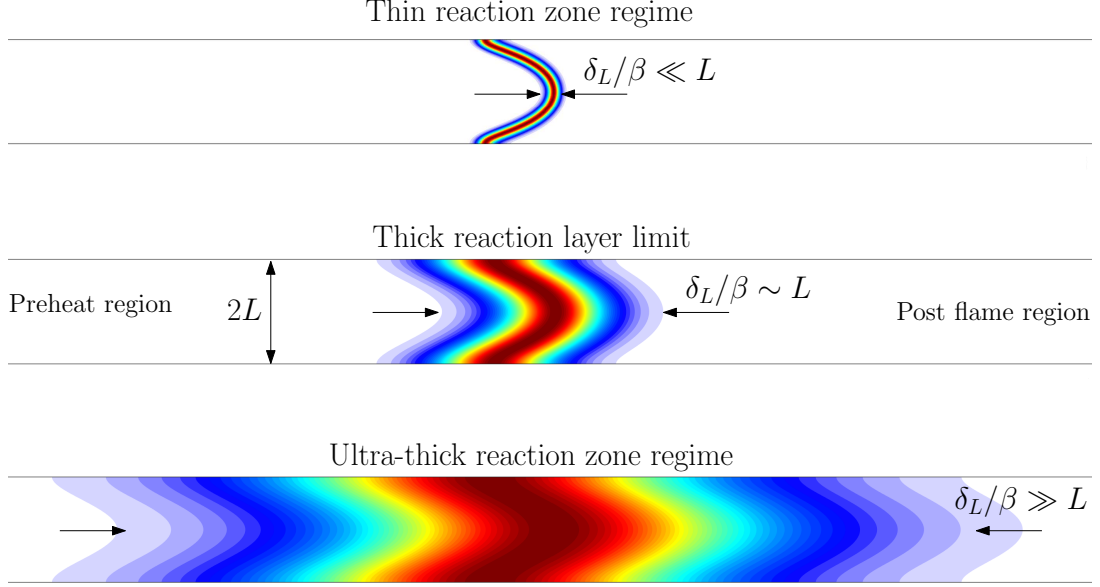 Thin reaction zone regime
δ_L/β ≪ L
Thick reaction layer limit
Preheat region
2L
δ_L/β ∼ L
Post flame region
Ultra-thick reaction zone regime
δ_L/β ≫ L